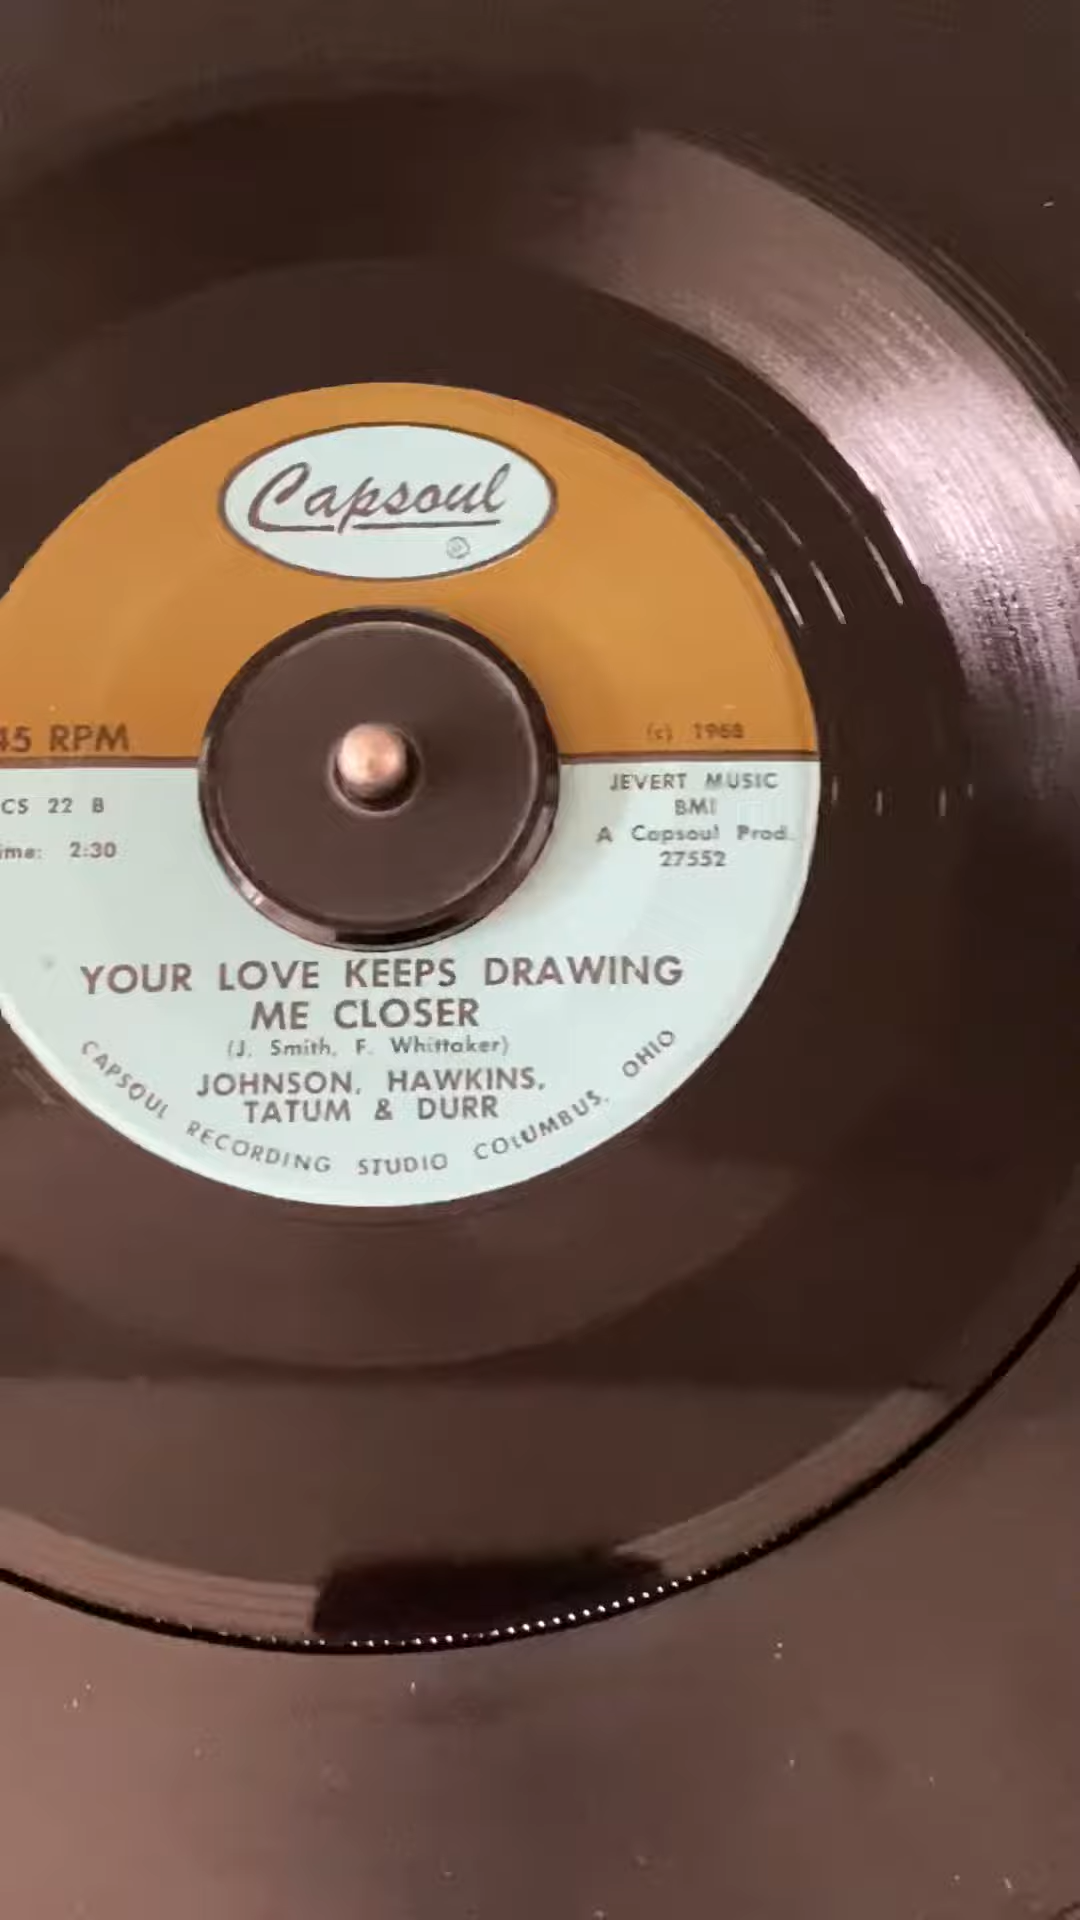 Capsoul
®
45 RPM
(c) 1968
CS 22 B
JEVERT MUSIC
BMI
Time: 2:30
A Capsoul Prod.
27552
YOUR LOVE KEEPS DRAWING
ME CLOSER
(J. Smith, F. Whittaker)
JOHNSON, HAWKINS,
TATUM & DURR
CAPSOUL RECORDING STUDIO COLUMBUS, OHIO